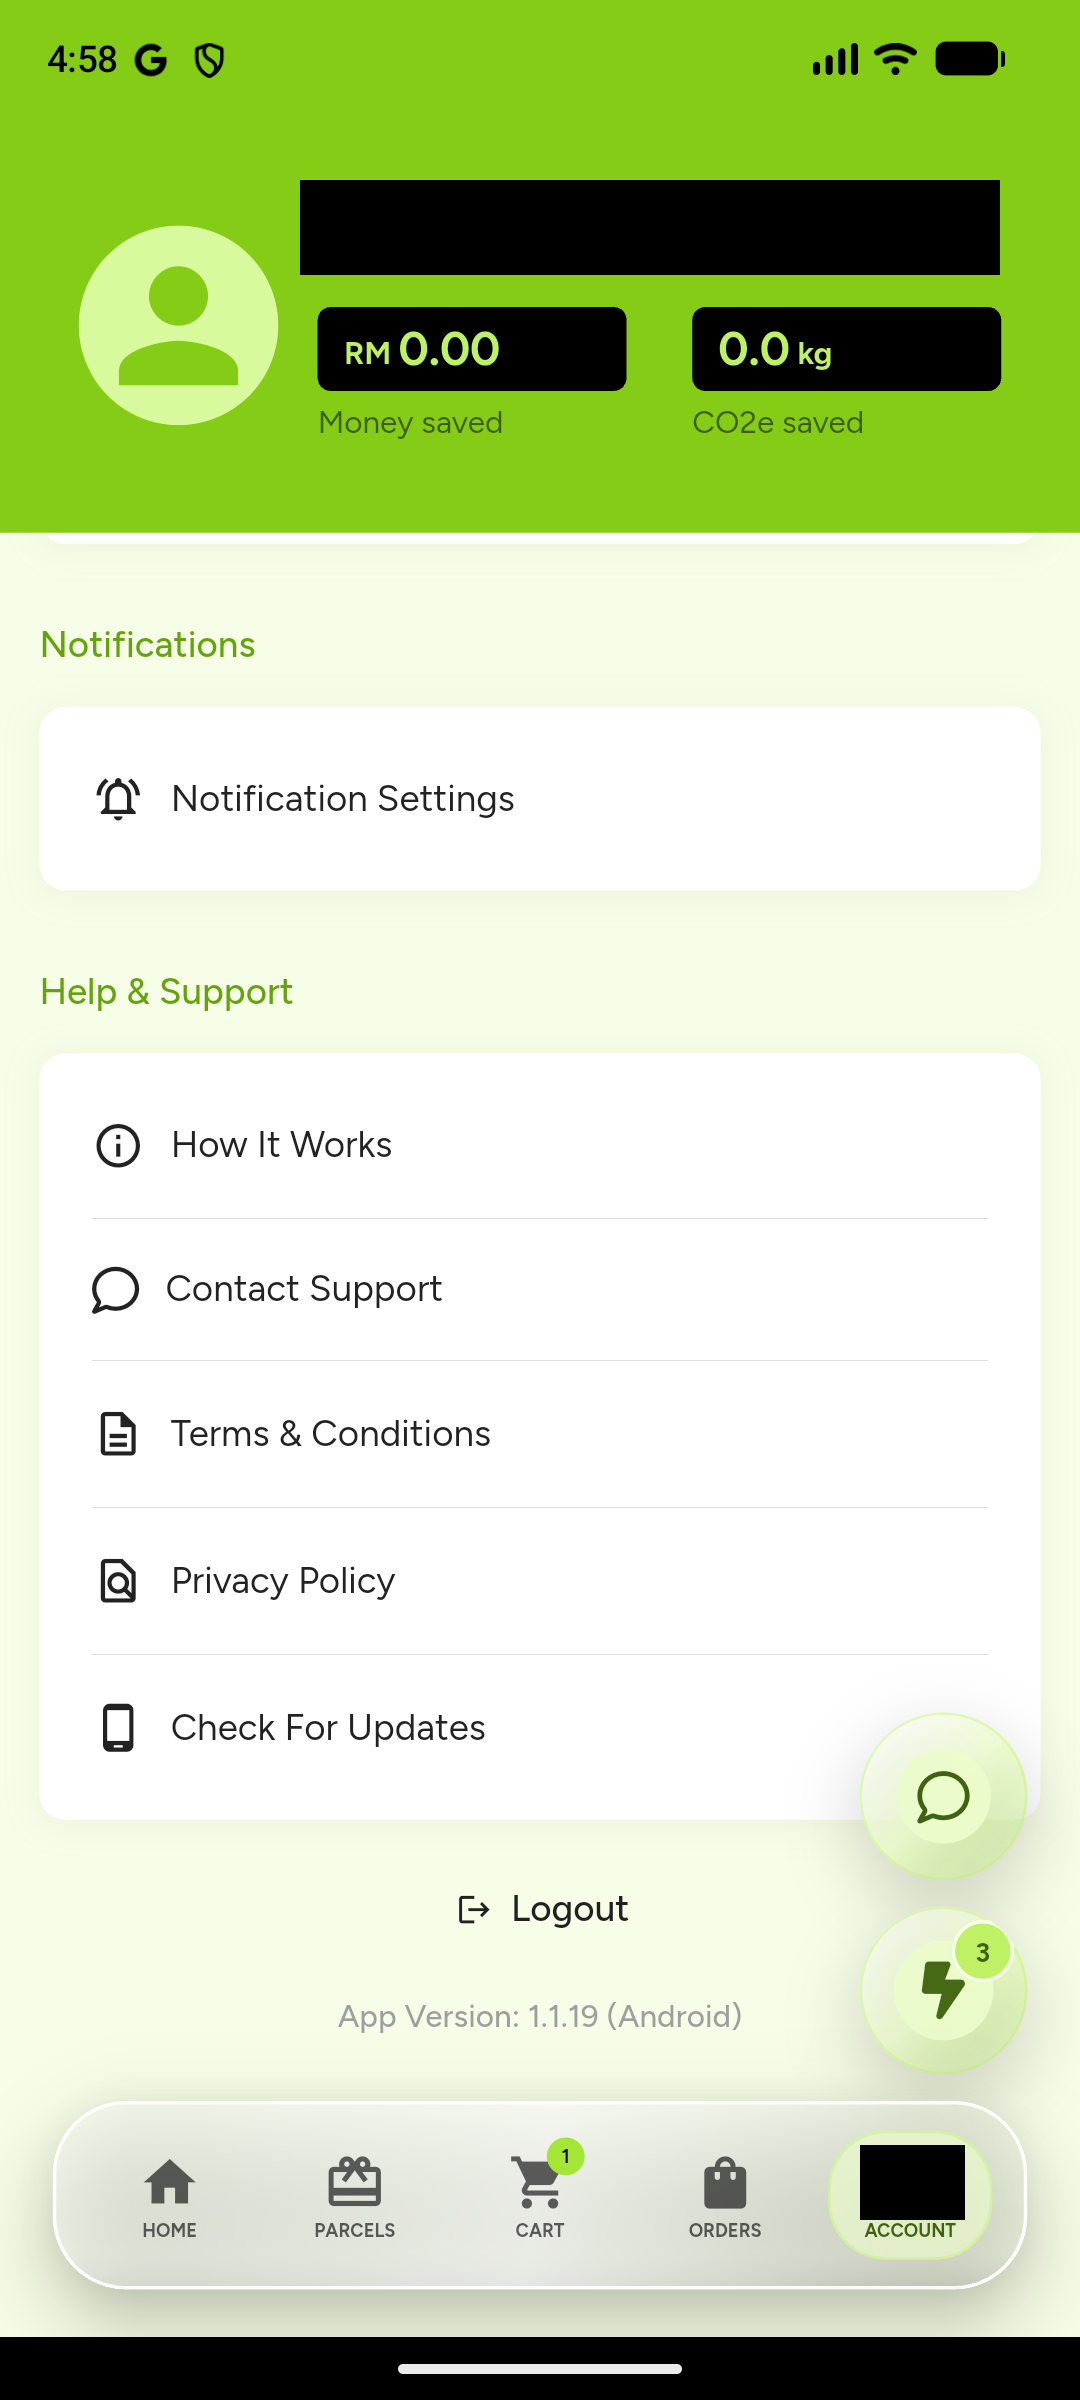 4:58
RM 0.00
0.0 kg
Money saved
CO2e saved
Notifications
Notification Settings
Help & Support
How It Works
Contact Support
Terms & Conditions
Privacy Policy
Check For Updates
Logout
3
App Version: 1.1.19 (Android)
1
HOME
PARCELS
CART
ORDERS
ACCOUNT